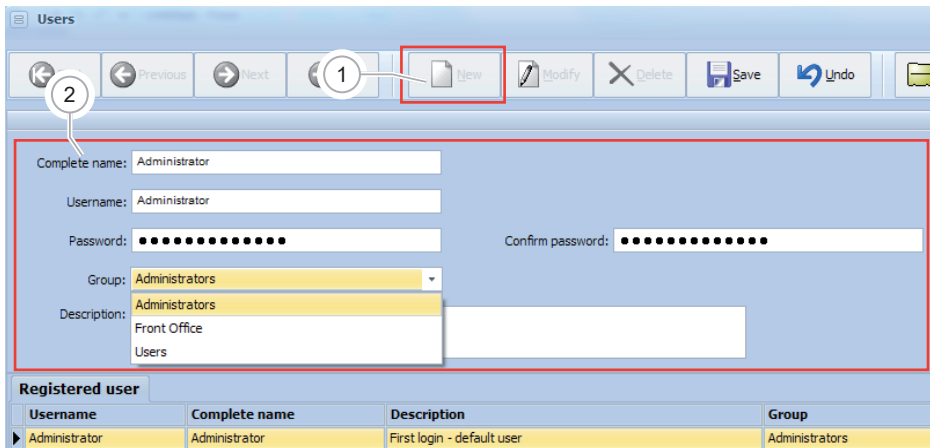 Users
Previous Next 1 New Modify Delete Save Undo
2
Complete name: Administrator
Username: Administrator
Password: ●●●●●●●●●●●●● Confirm password: ●●●●●●●●●●●●●
Group: Administrators
Administrators
Description:
Front Office
Users
Registered user
Username Complete name Description Group
Administrator Administrator First login - default user Administrators